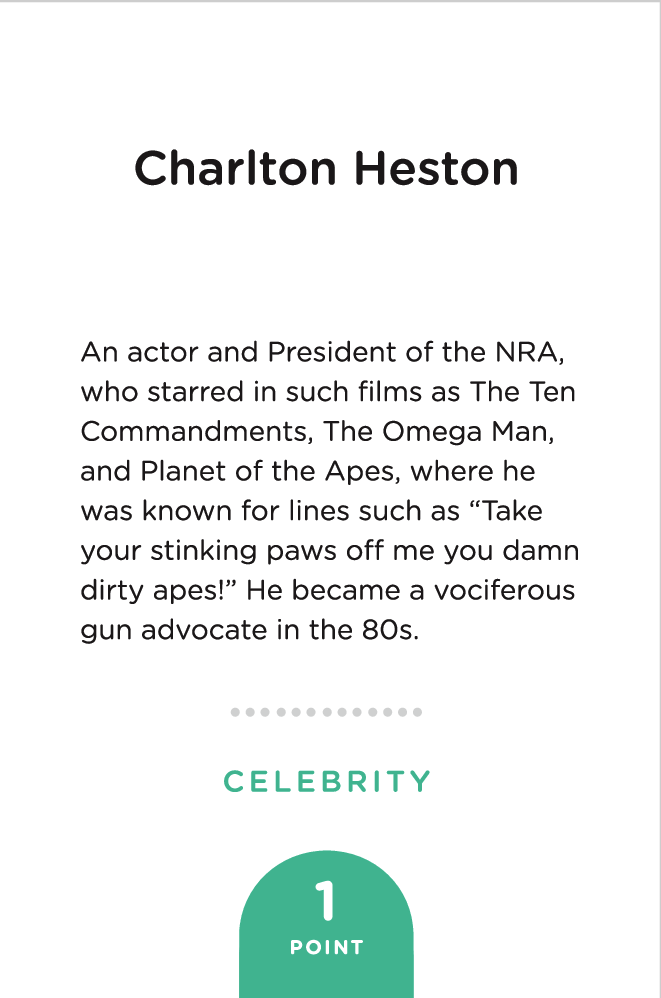 Charlton Heston
An actor and President of the NRA,
who starred in such films as The Ten
Commandments, The Omega Man,
and Planet of the Apes, where he
was known for lines such as “Take
your stinking paws off me you damn
dirty apes!” He became a vociferous
gun advocate in the 80s.
CELEBRITY
1
POINT